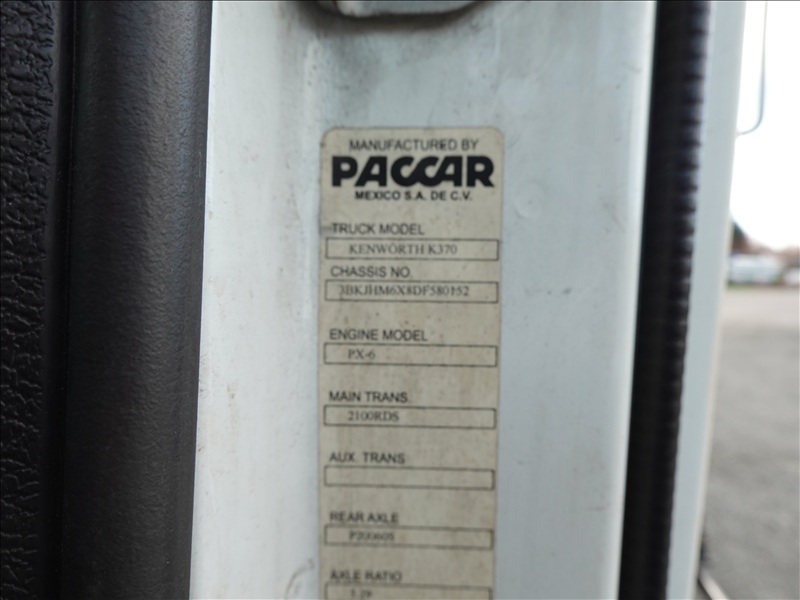 MANUFACTURED BY
PACCAR
MEXICO S.A. DE C.V.
TRUCK MODEL
KENWORTH K370
CHASSIS NO.
3BKJHM6X8DF580152
ENGINE MODEL
PX-6
MAIN TRANS.
2100RDS
AUX. TRANS.
REAR AXLE
AXLE RATIO